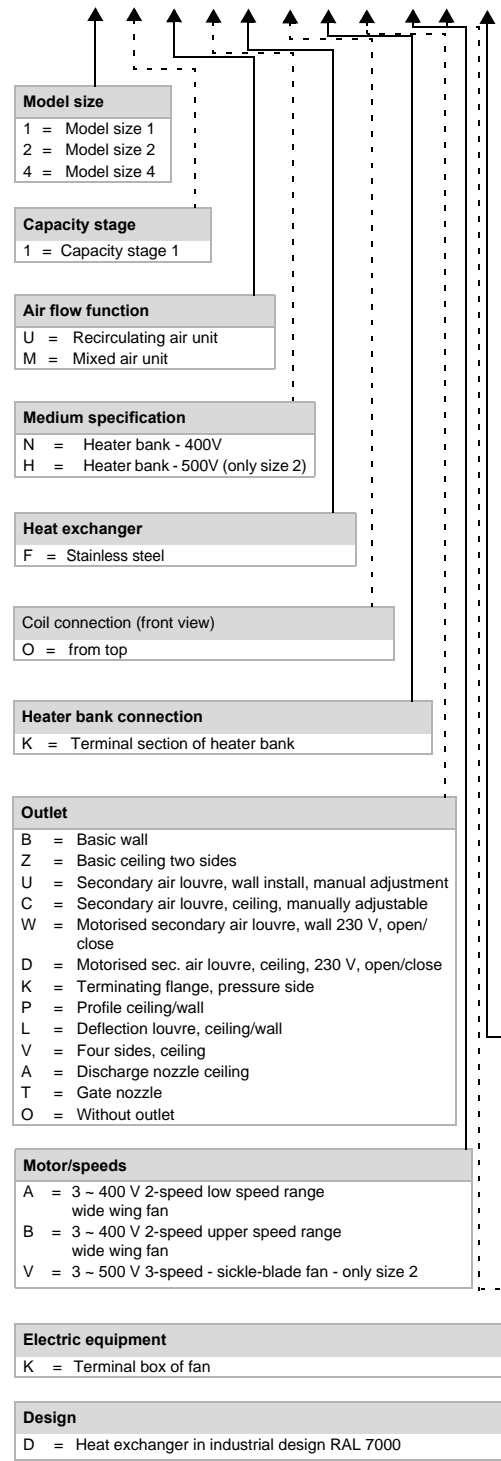 Model size
1 = Model size 1
2 = Model size 2
4 = Model size 4
Capacity stage
1 = Capacity stage 1
Air flow function
U = Recirculating air unit
M = Mixed air unit
Medium specification
N = Heater bank - 400V
H = Heater bank - 500V (only size 2)
Heat exchanger
F = Stainless steel
Coil connection (front view)
O = from top
Heater bank connection
K = Terminal section of heater bank
Outlet
B = Basic wall
Z = Basic ceiling two sides
U = Secondary air louvre, wall install, manual adjustment
C = Secondary air louvre, ceiling, manually adjustable
W = Motorised secondary air louvre, wall 230 V, open/
close
D = Motorised sec. air louvre, ceiling, 230 V, open/close
K = Terminating flange, pressure side
P = Profile ceiling/wall
L = Deflection louvre, ceiling/wall
V = Four sides, ceiling
A = Discharge nozzle ceiling
T = Gate nozzle
O = Without outlet
Motor/speeds
A = 3 ~ 400 V 2-speed low speed range
wide wing fan
B = 3 ~ 400 V 2-speed upper speed range
wide wing fan
V = 3 ~ 500 V 3-speed - sickle-blade fan - only size 2
Electric equipment
K = Terminal box of fan
Design
D = Heat exchanger in industrial design RAL 7000